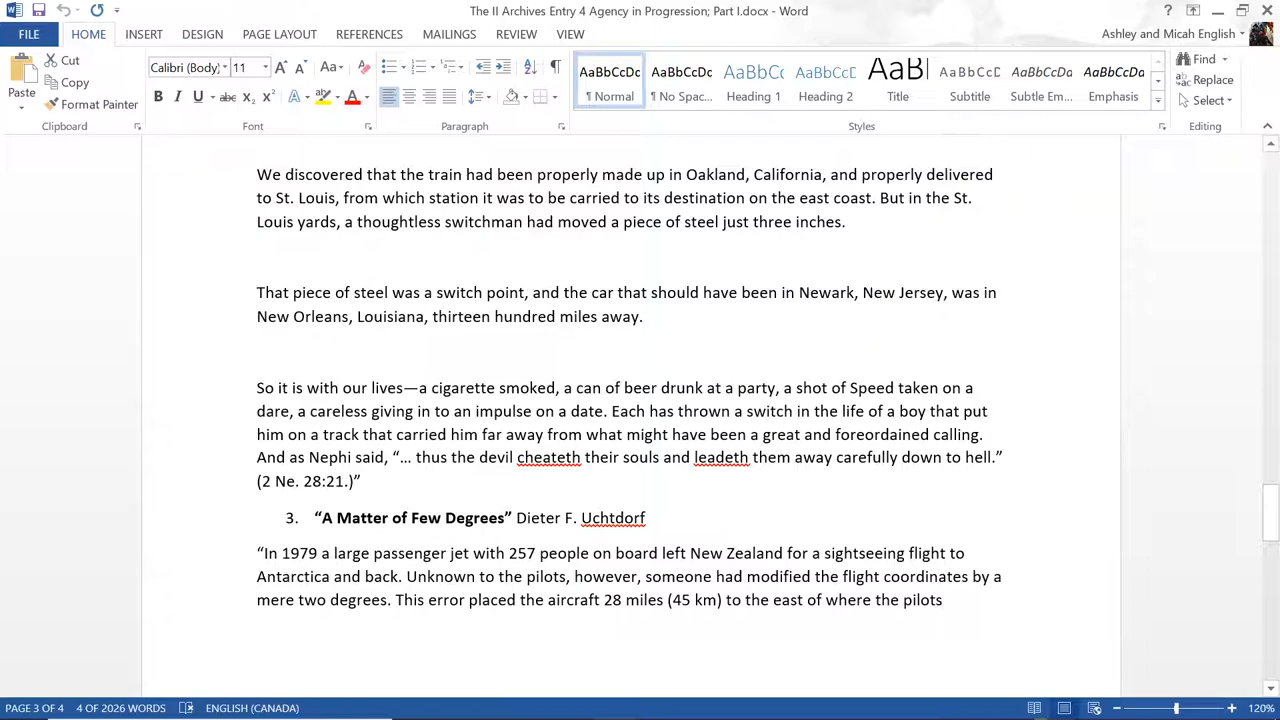 The II Archives Entry 4 Agency in Progression; Part I.docx - Word
FILE HOME INSERT DESIGN PAGE LAYOUT REFERENCES MAILINGS REVIEW VIEW Ashley and Micah English
Paste Cut Copy Format Painter
Calibri (Body) 11
AaBbCcDc AaBbCcDc AaBbCc AaBbCcD AaBb AaBbCcD AaBbCcDc AaBbCcDc
¶ Normal ¶ No Spac... Heading 1 Heading 2 Title Subtitle Subtle Em... Emphasis
Find Replace Select
Clipboard Font Paragraph Styles Editing
We discovered that the train had been properly made up in Oakland, California, and properly delivered
to St. Louis, from which station it was to be carried to its destination on the east coast. But in the St.
Louis yards, a thoughtless switchman had moved a piece of steel just three inches.
That piece of steel was a switch point, and the car that should have been in Newark, New Jersey, was in
New Orleans, Louisiana, thirteen hundred miles away.
So it is with our lives—a cigarette smoked, a can of beer drunk at a party, a shot of Speed taken on a
dare, a careless giving in to an impulse on a date. Each has thrown a switch in the life of a boy that put
him on a track that carried him far away from what might have been a great and foreordained calling.
And as Nephi said, “… thus the devil cheateth their souls and leadeth them away carefully down to hell.”
(2 Ne. 28:21.)”
3. “A Matter of Few Degrees” Dieter F. Uchtdorf
“In 1979 a large passenger jet with 257 people on board left New Zealand for a sightseeing flight to
Antarctica and back. Unknown to the pilots, however, someone had modified the flight coordinates by a
mere two degrees. This error placed the aircraft 28 miles (45 km) to the east of where the pilots
PAGE 3 OF 4 4 OF 2026 WORDS ENGLISH (CANADA) 120%